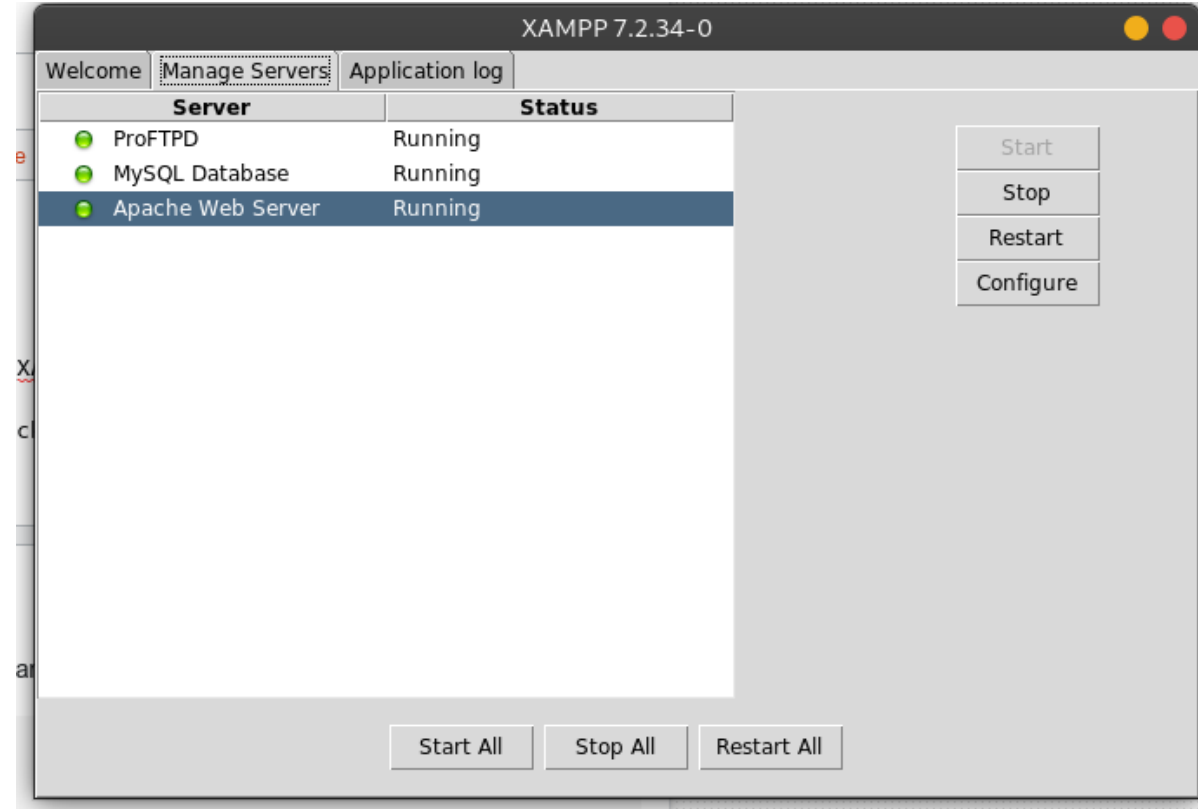 XAMPP 7.2.34-0
Welcome Manage Servers Application log
Server Status
ProFTPD Running
MySQL Database Running
Apache Web Server Running
Start
Stop
Restart
Configure
Start All Stop All Restart All